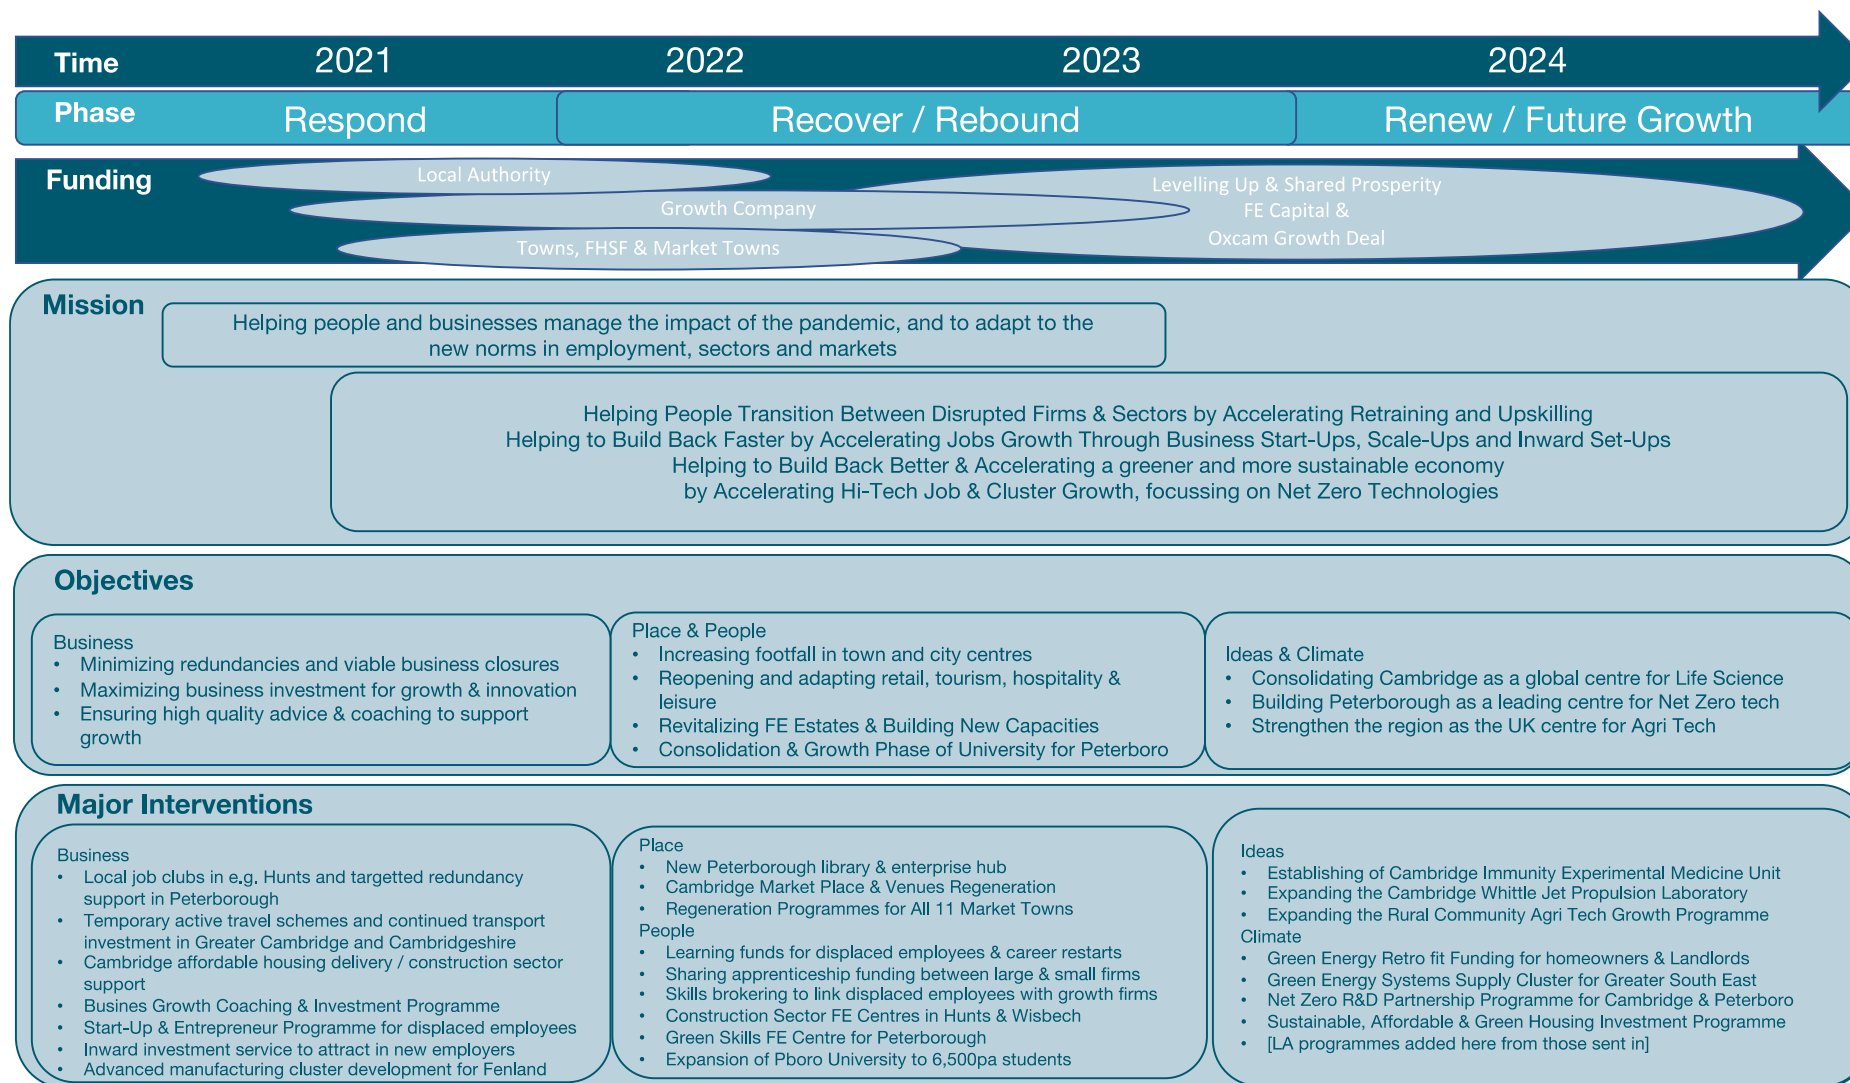 Time 2021 2022 2023 2024
Phase Respond Recover / Rebound Renew / Future Growth
Funding
Local Authority
Growth Company
Towns, FHSF & Market Towns
Levelling Up & Shared Prosperity
FE Capital &
Oxcam Growth Deal
Mission
Helping people and businesses manage the impact of the pandemic, and to adapt to the
new norms in employment, sectors and markets
Helping People Transition Between Disrupted Firms & Sectors by Accelerating Retraining and Upskilling
Helping to Build Back Faster by Accelerating Jobs Growth Through Business Start-Ups, Scale-Ups and Inward Set-Ups
Helping to Build Back Better & Accelerating a greener and more sustainable economy
by Accelerating Hi-Tech Job & Cluster Growth, focussing on Net Zero Technologies
Objectives
Business
• Minimizing redundancies and viable business closures
• Maximizing business investment for growth & innovation
• Ensuring high quality advice & coaching to support
growth
Place & People
• Increasing footfall in town and city centres
• Reopening and adapting retail, tourism, hospitality &
leisure
• Revitalizing FE Estates & Building New Capacities
• Consolidation & Growth Phase of University for Peterboro
Ideas & Climate
• Consolidating Cambridge as a global centre for Life Science
• Building Peterborough as a leading centre for Net Zero tech
• Strengthen the region as the UK centre for Agri Tech
Major Interventions
Business
• Local job clubs in e.g. Hunts and targetted redundancy
support in Peterborough
• Temporary active travel schemes and continued transport
investment in Greater Cambridge and Cambridgeshire
• Cambridge affordable housing delivery / construction sector
support
• Busines Growth Coaching & Investment Programme
• Start-Up & Entrepreneur Programme for displaced employees
• Inward investment service to attract in new employers
• Advanced manufacturing cluster development for Fenland
Place
• New Peterborough library & enterprise hub
• Cambridge Market Place & Venues Regeneration
• Regeneration Programmes for All 11 Market Towns
People
• Learning funds for displaced employees & career restarts
• Sharing apprenticeship funding between large & small firms
• Skills brokering to link displaced employees with growth firms
• Construction Sector FE Centres in Hunts & Wisbech
• Green Skills FE Centre for Peterborough
• Expansion of Pboro University to 6,500pa students
Ideas
• Establishing of Cambridge Immunity Experimental Medicine Unit
• Expanding the Cambridge Whittle Jet Propulsion Laboratory
• Expanding the Rural Community Agri Tech Growth Programme
Climate
• Green Energy Retro fit Funding for homeowners & Landlords
• Green Energy Systems Supply Cluster for Greater South East
• Net Zero R&D Partnership Programme for Cambridge & Peterboro
• Sustainable, Affordable & Green Housing Investment Programme
• [LA programmes added here from those sent in]